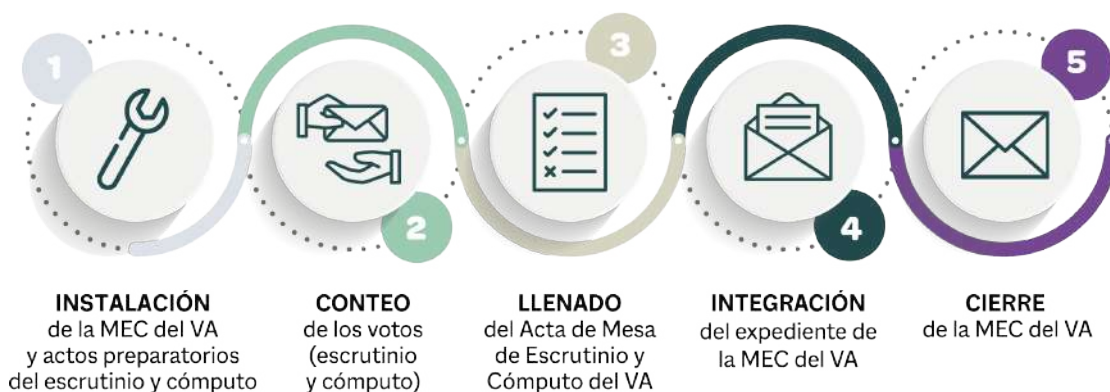 1
INSTALACIÓN
de la MEC del VA
y actos preparatorios
del escrutinio y cómputo
2
CONTEO
de los votos
(escrutinio
y cómputo)
3
LLENADO
del Acta de Mesa
de Escrutinio y
Cómputo del VA
4
INTEGRACIÓN
del expediente de
la MEC del VA
5
CIERRE
de la MEC del VA